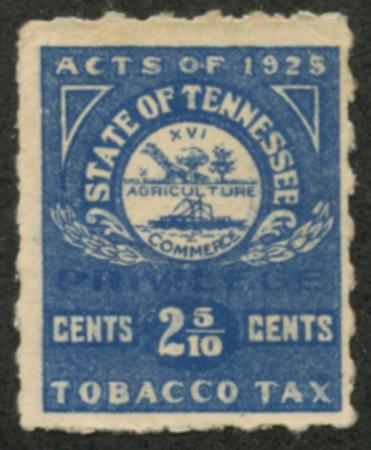 ACTS OF 1925
STATE OF TENNESSEE
XVI
AGRICULTURE
COMMERCE
PRIVILEGE
CENTS 2 5/10 CENTS
TOBACCO TAX